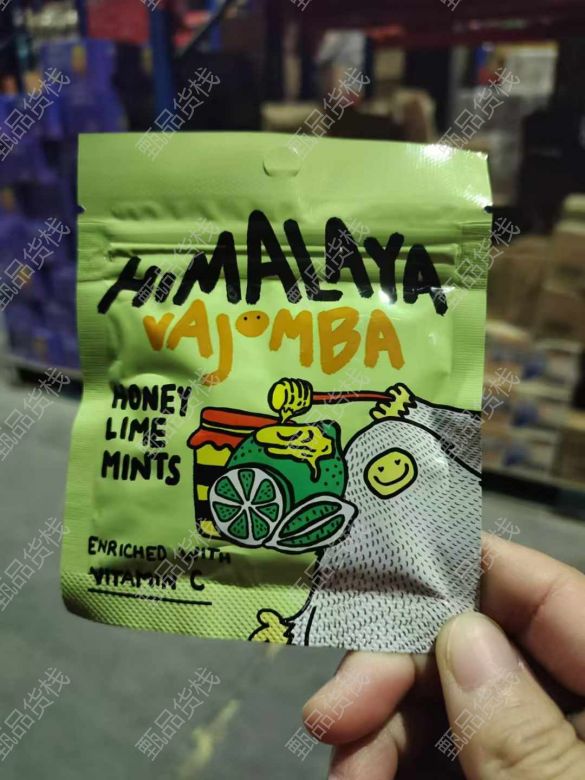 HiMALAYA
VAJOMBA
HONEY
LIME
MINTS
ENRICHED WITH
VITAMIN C
甄品货栈